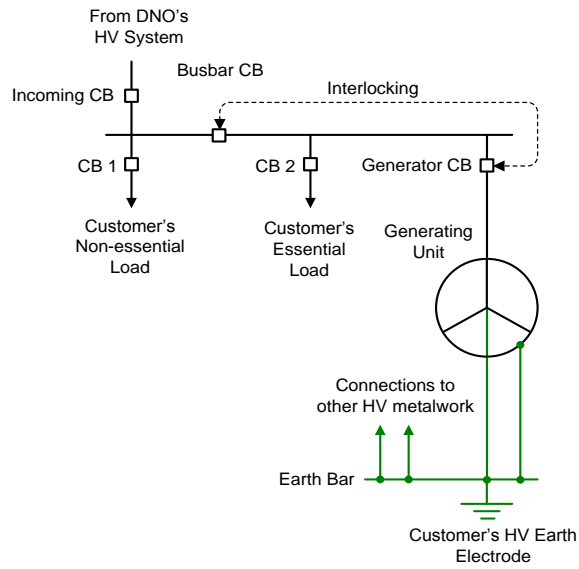 From DNO's
HV System
Busbar CB
Interlocking
Incoming CB
CB 1
CB 2
Generator CB
Customer's
Non-essential
Load
Customer's
Essential
Load
Generating
Unit
Connections to
other HV metalwork
Earth Bar
Customer's HV Earth
Electrode